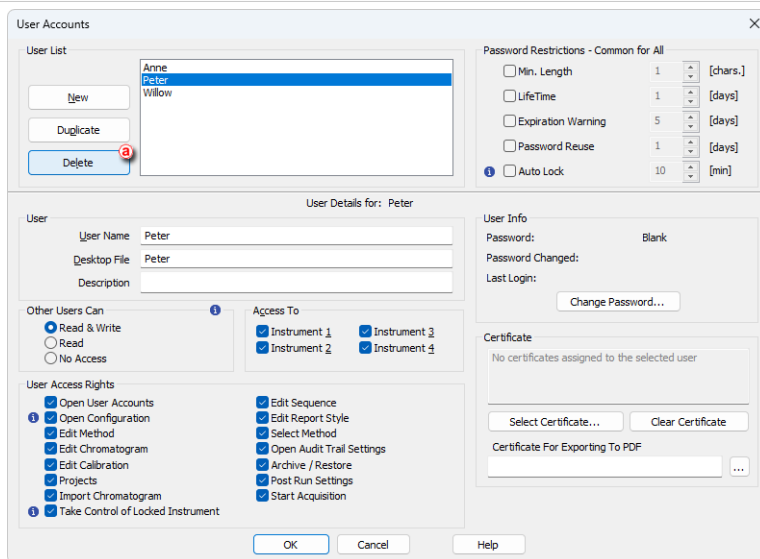 User Accounts
User List
Anne
Peter
Willow
New
Duplicate
Delete
a
Password Restrictions - Common for All
Min. Length 1 [chars.]
LifeTime 1 [days]
Expiration Warning 5 [days]
Password Reuse 1 [days]
Auto Lock 10 [min]
User Details for: Peter
User
User Name Peter
Desktop File Peter
Description
User Info
Password: Blank
Password Changed:
Last Login:
Change Password...
Other Users Can
Read & Write
Read
No Access
Access To
Instrument 1 Instrument 3
Instrument 2 Instrument 4
Certificate
No certificates assigned to the selected user
Select Certificate... Clear Certificate
Certificate For Exporting To PDF
...
User Access Rights
Open User Accounts Edit Sequence
Open Configuration Edit Report Style
Edit Method Select Method
Edit Chromatogram Open Audit Trail Settings
Edit Calibration Archive / Restore
Projects Post Run Settings
Import Chromatogram Start Acquisition
Take Control of Locked Instrument
OK Cancel Help